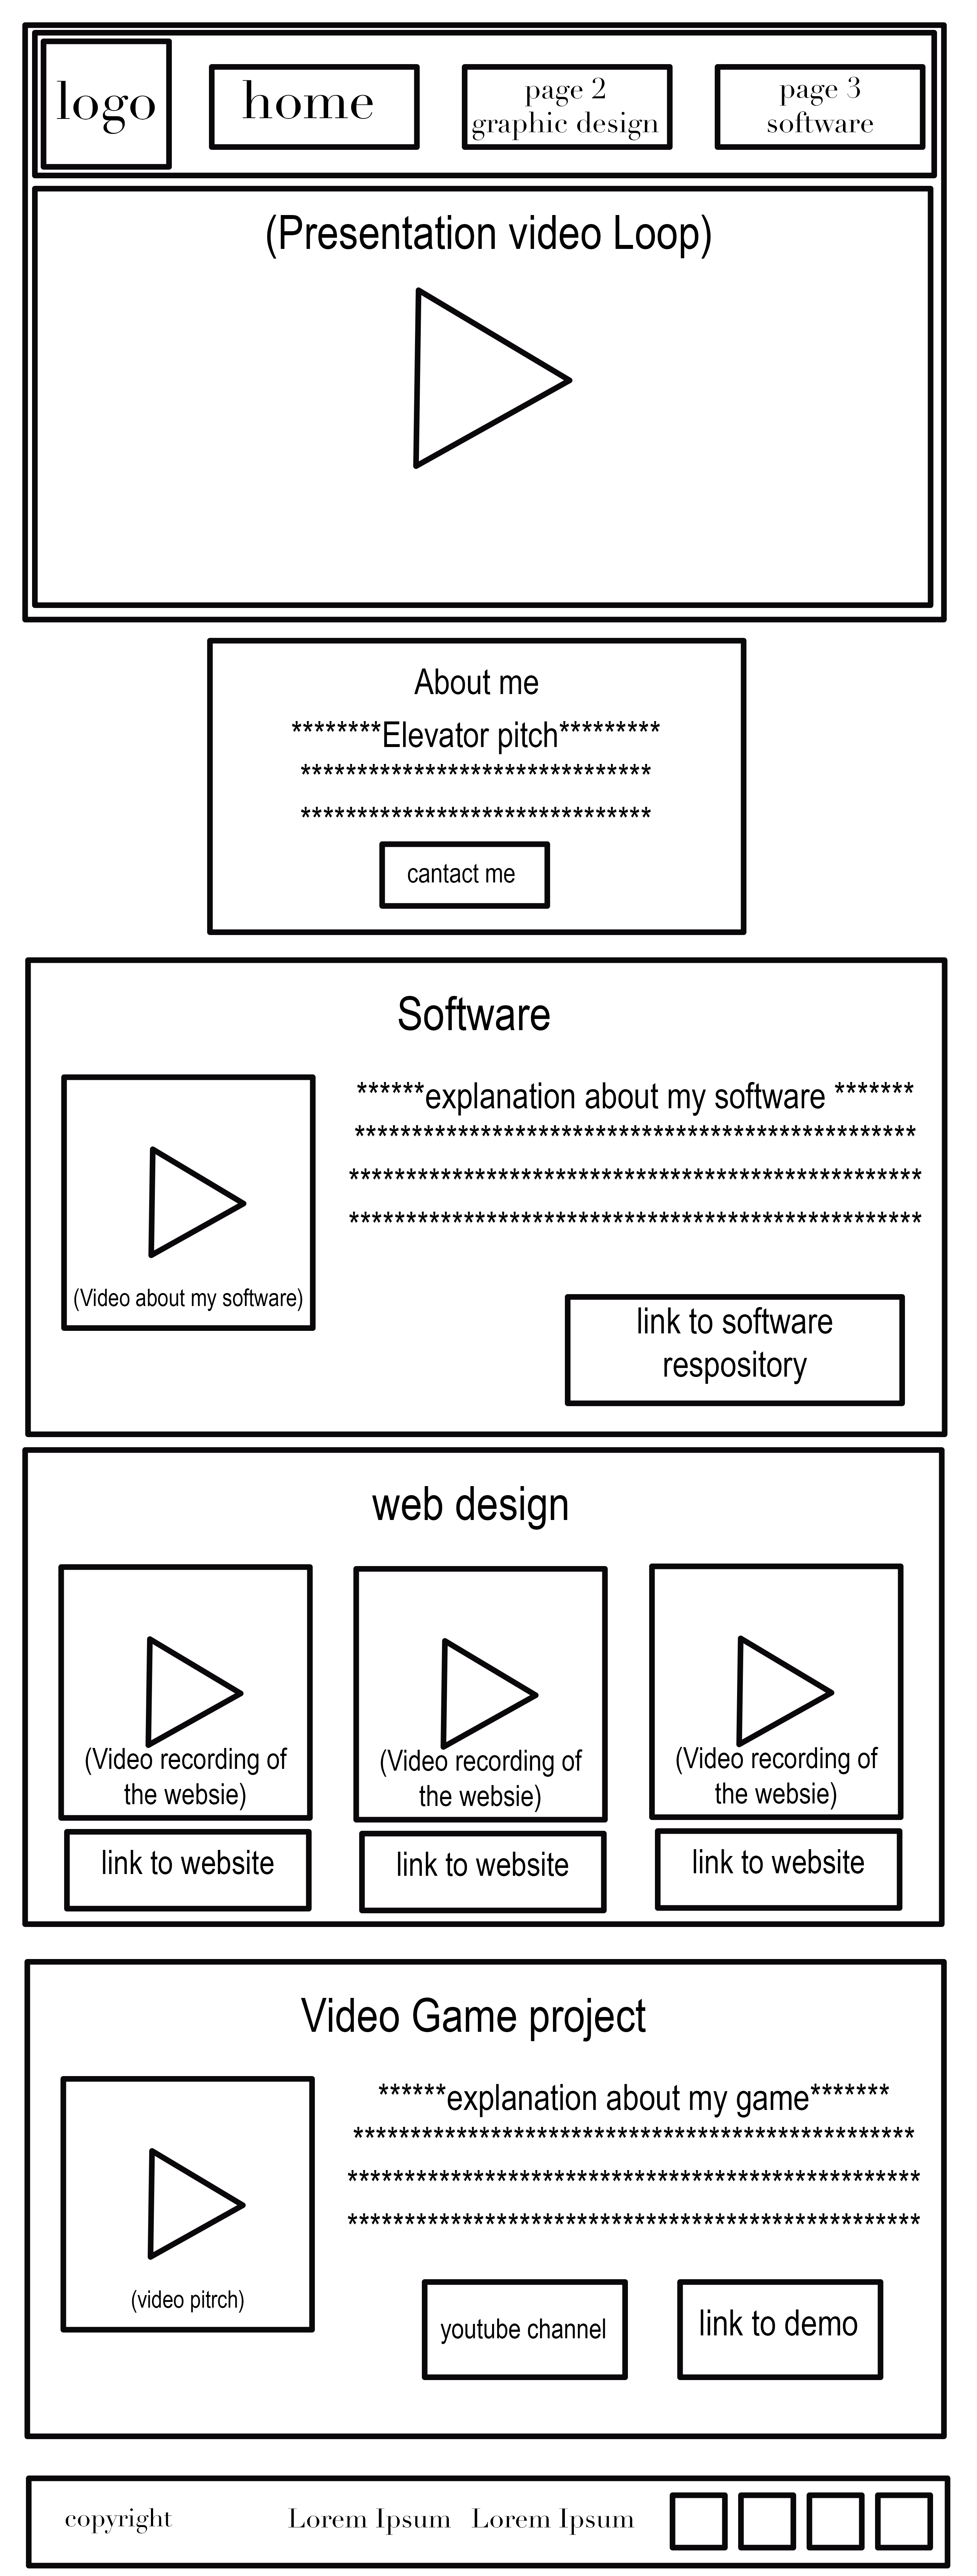 logo
home
page 2
graphic design
page 3
software
(Presentation video Loop)
About me
********Elevator pitch*********
*******************************
*******************************
cantact me
Software
******explanation about my software *******
*************************************************
**************************************************
**************************************************
(Video about my software)
link to software
respository
web design
(Video recording of
the websie)
(Video recording of
the websie)
(Video recording of
the websie)
link to website
link to website
link to website
Video Game project
******explanation about my game*******
*************************************************
**************************************************
**************************************************
(video pitrch)
youtube channel
link to demo
copyright
Lorem Ipsum
Lorem Ipsum